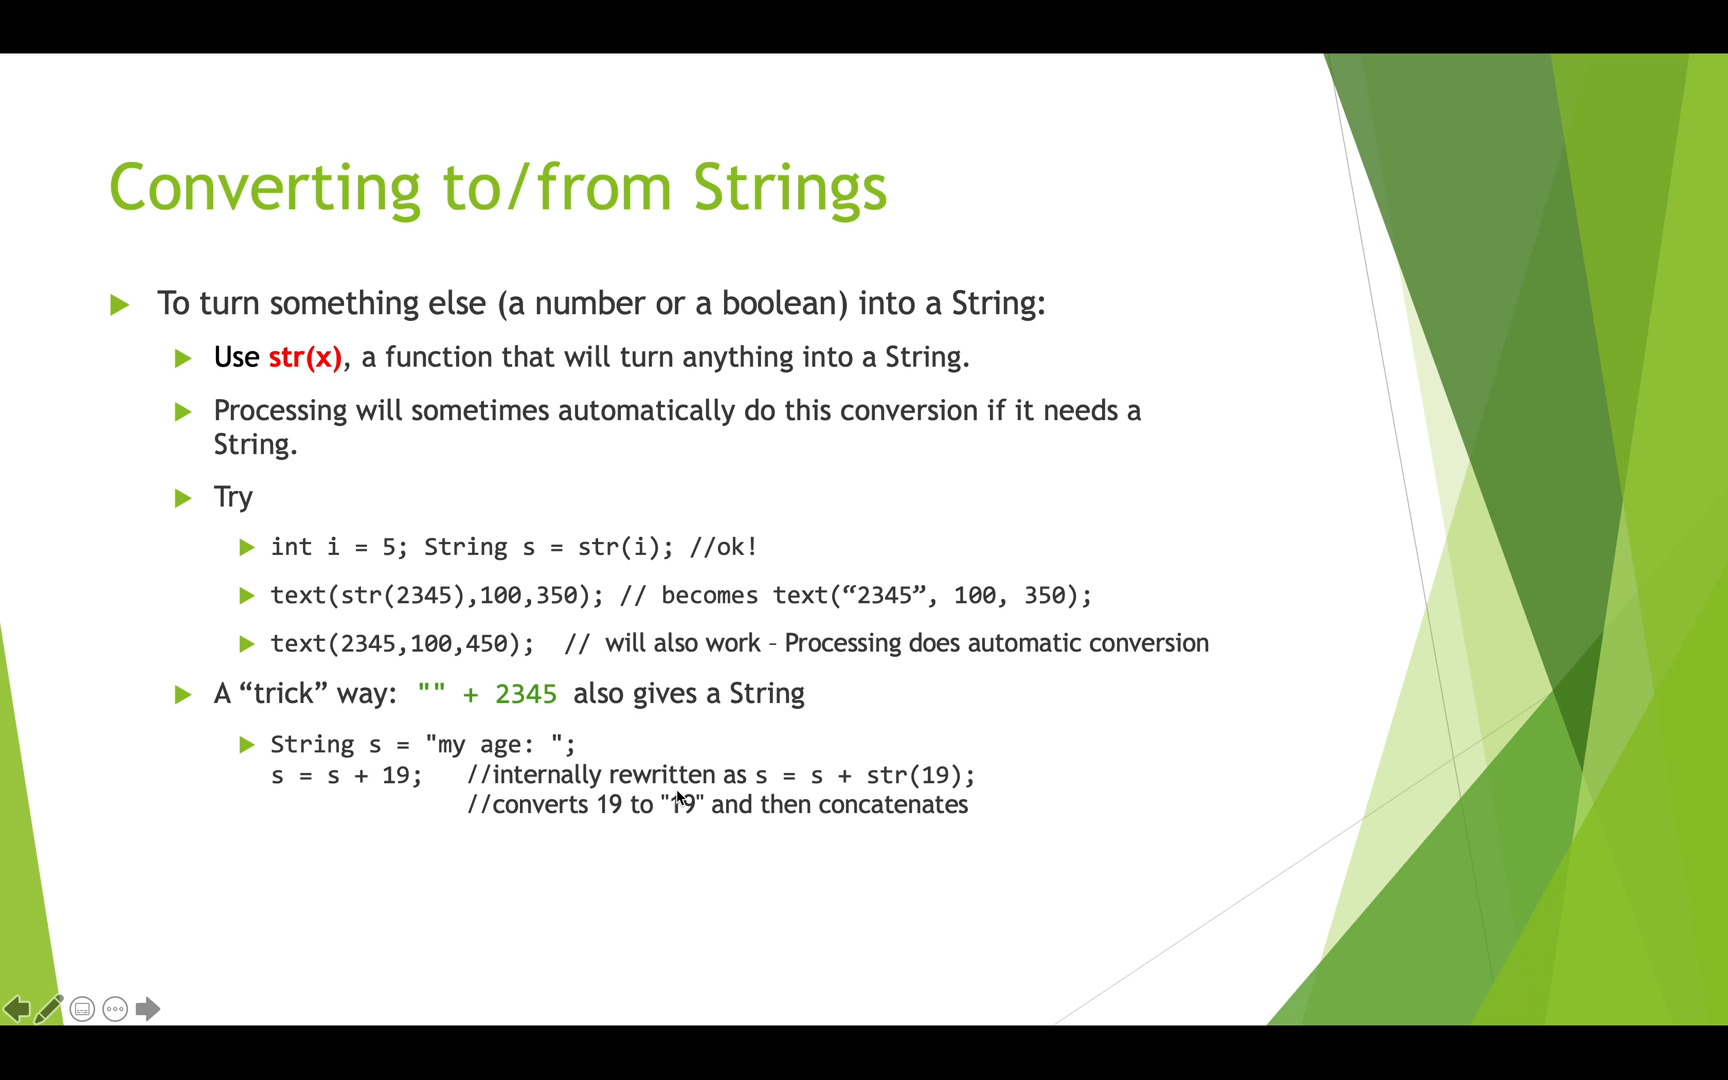 Converting to/from Strings
To turn something else (a number or a boolean) into a String:
Use str(x), a function that will turn anything into a String.
Processing will sometimes automatically do this conversion if it needs a
String.
Try
int i = 5; String s = str(i); //ok!
text(str(2345),100,350); // becomes text(“2345”, 100, 350);
text(2345,100,450);  // will also work – Processing does automatic conversion
A “trick” way:  "" + 2345 also gives a String
String s = "my age: ";
s = s + 19;   //internally rewritten as s = s + str(19);
//converts 19 to "19" and then concatenates